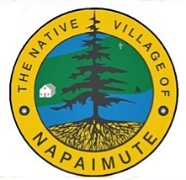 THE NATIVE VILLAGE OF
NAPAIMUTE